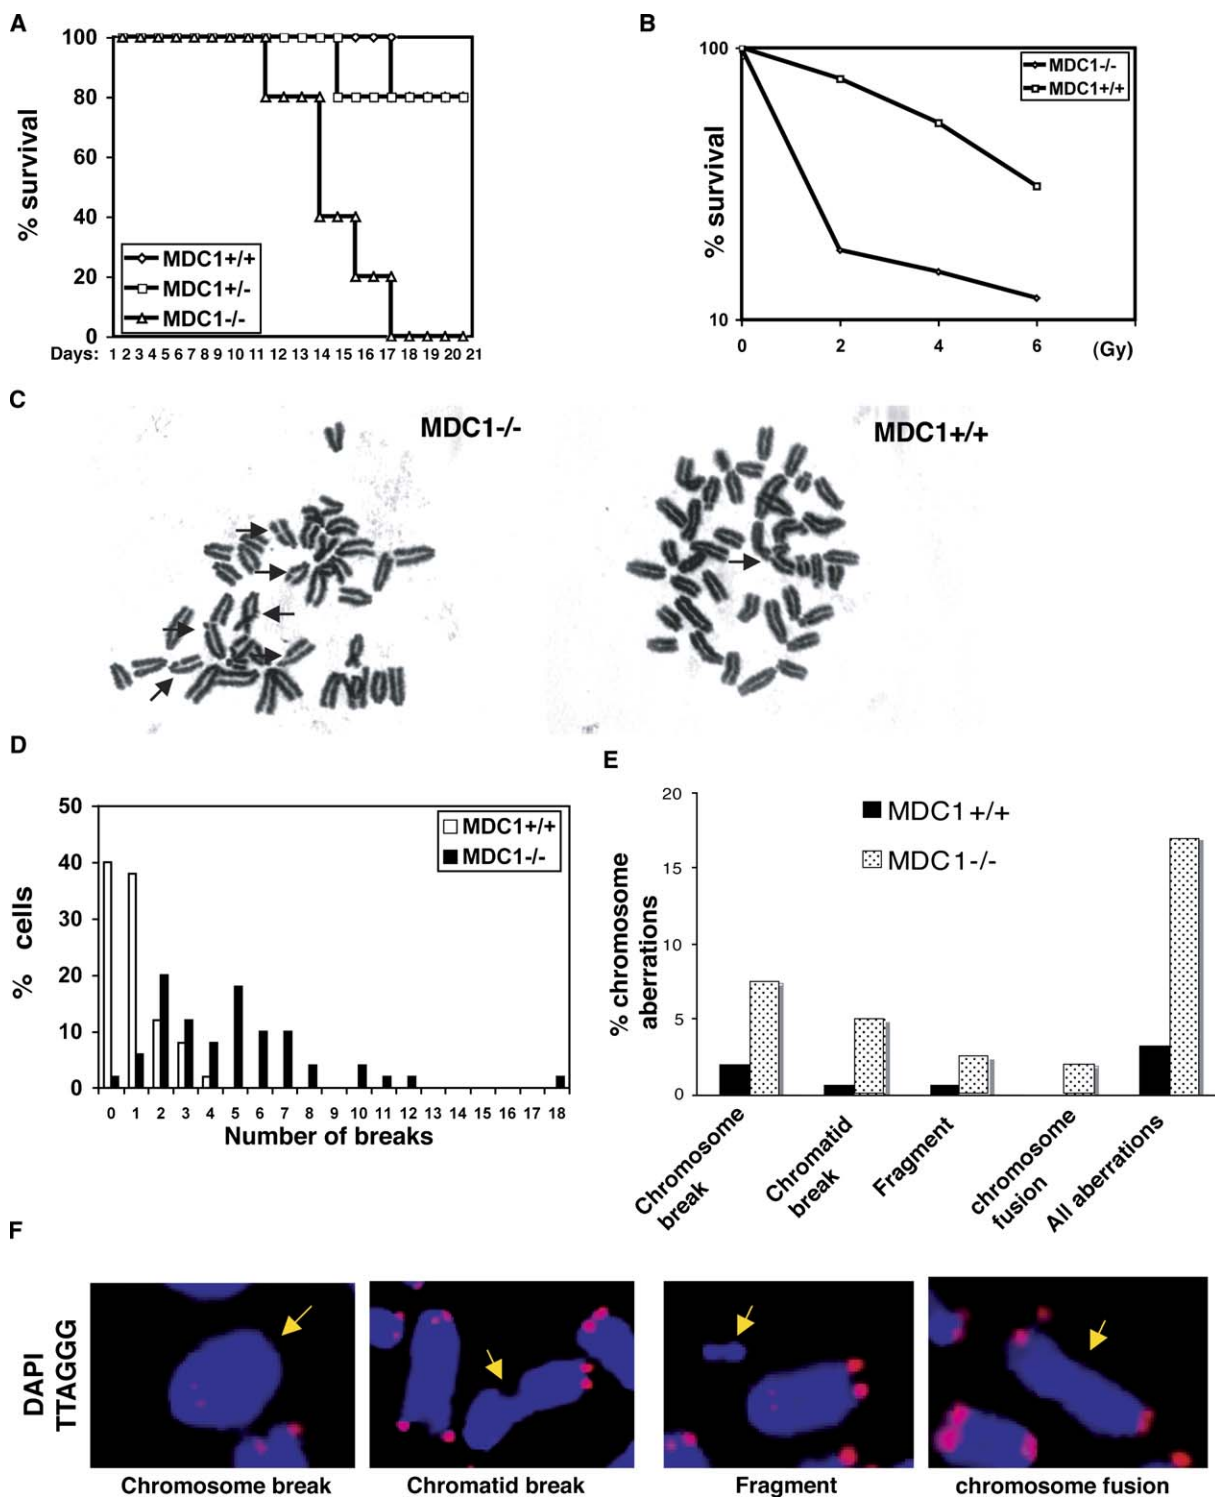 A
100
80
60
40
20
0
% survival
MDC1+/+
MDC1+/-
MDC1-/-
Days: 1 2 3 4 5 6 7 8 9 10 11 12 13 14 15 16 17 18 19 20 21
B
100
10
% survival
MDC1-/-
MDC1+/+
0 2 4 6 (Gy)
C
MDC1-/-
MDC1+/+
D
50
40
30
20
10
0
% cells
MDC1+/+
MDC1-/-
0 1 2 3 4 5 6 7 8 9 10 11 12 13 14 15 16 17 18
Number of breaks
E
20
15
10
5
0
% chromosome
aberrations
MDC1+/+
MDC1-/-
Chromosome
break
Chromatid
break
Fragment
chromosome
fusion
All aberrations
F
DAPI
TTAGGG
Chromosome break
Chromatid break
Fragment
chromosome fusion